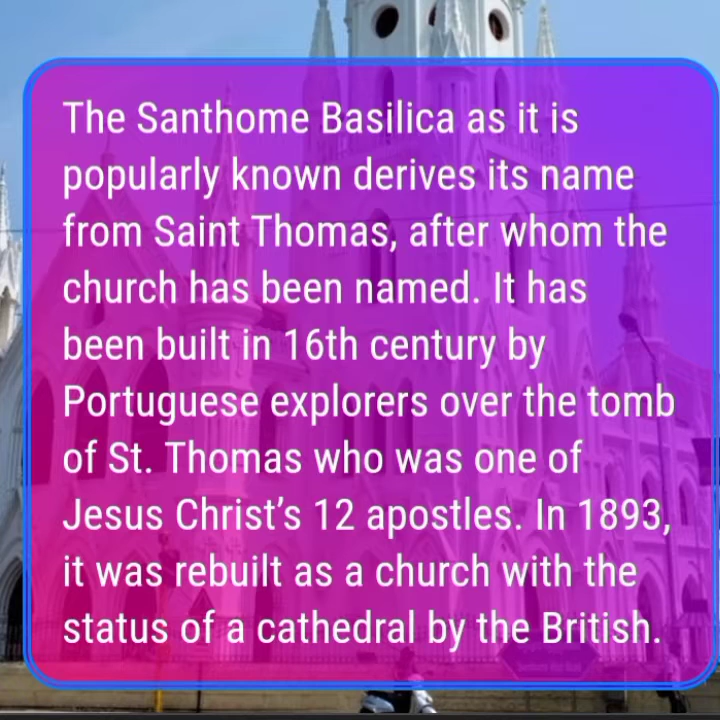 The Santhome Basilica as it is
popularly known derives its name
from Saint Thomas, after whom the
church has been named. It has
been built in 16th century by
Portuguese explorers over the tomb
of St. Thomas who was one of
Jesus Christ’s 12 apostles. In 1893,
it was rebuilt as a church with the
status of a cathedral by the British.